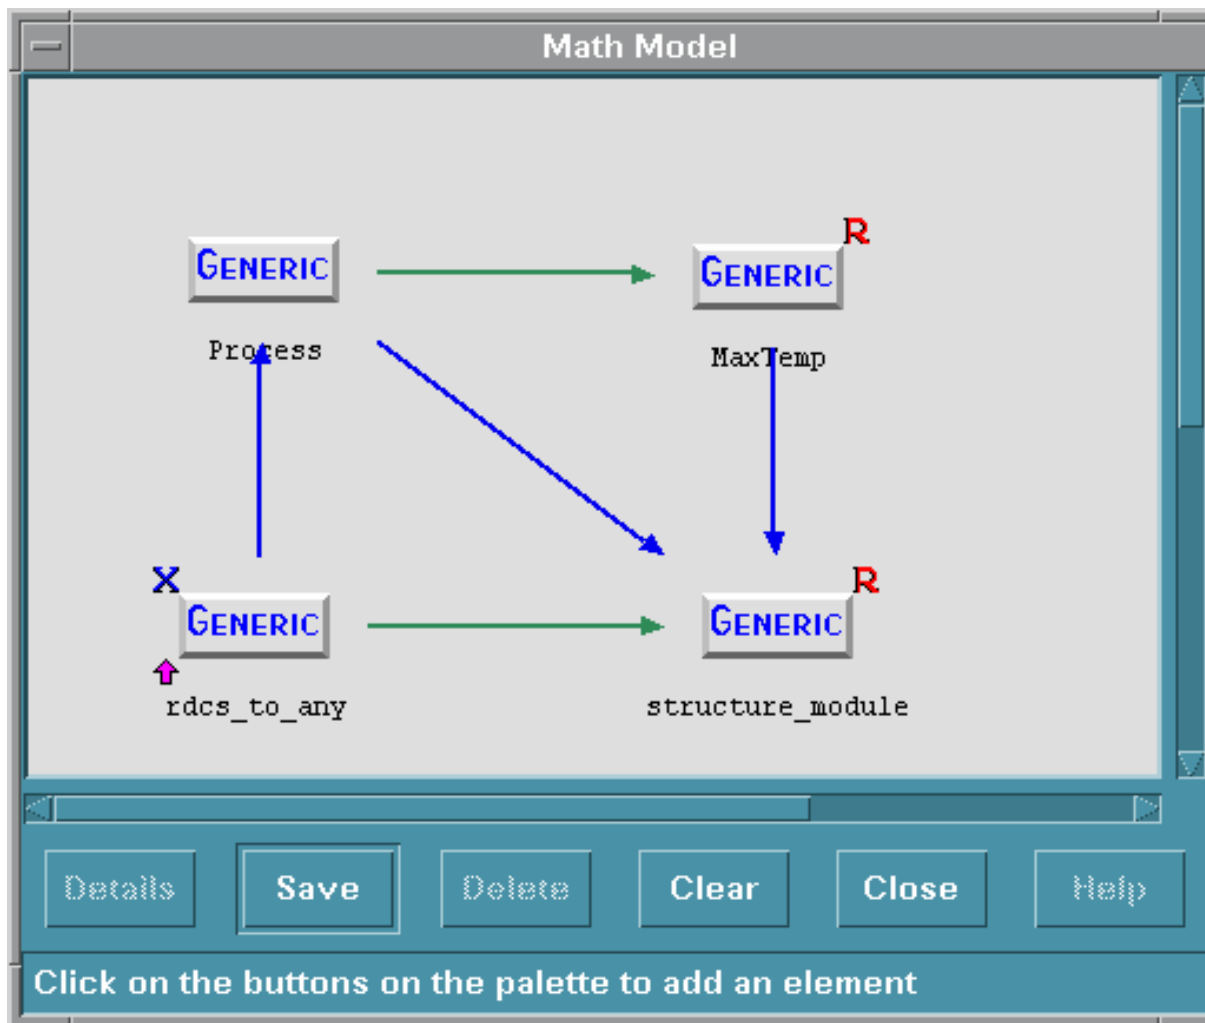 Math Model
R
GENERIC
GENERIC
Process
MaxTemp
X
R
GENERIC
GENERIC
rdcs_to_any
structure_module
Details Save Delete Clear Close Help
Click on the buttons on the palette to add an element